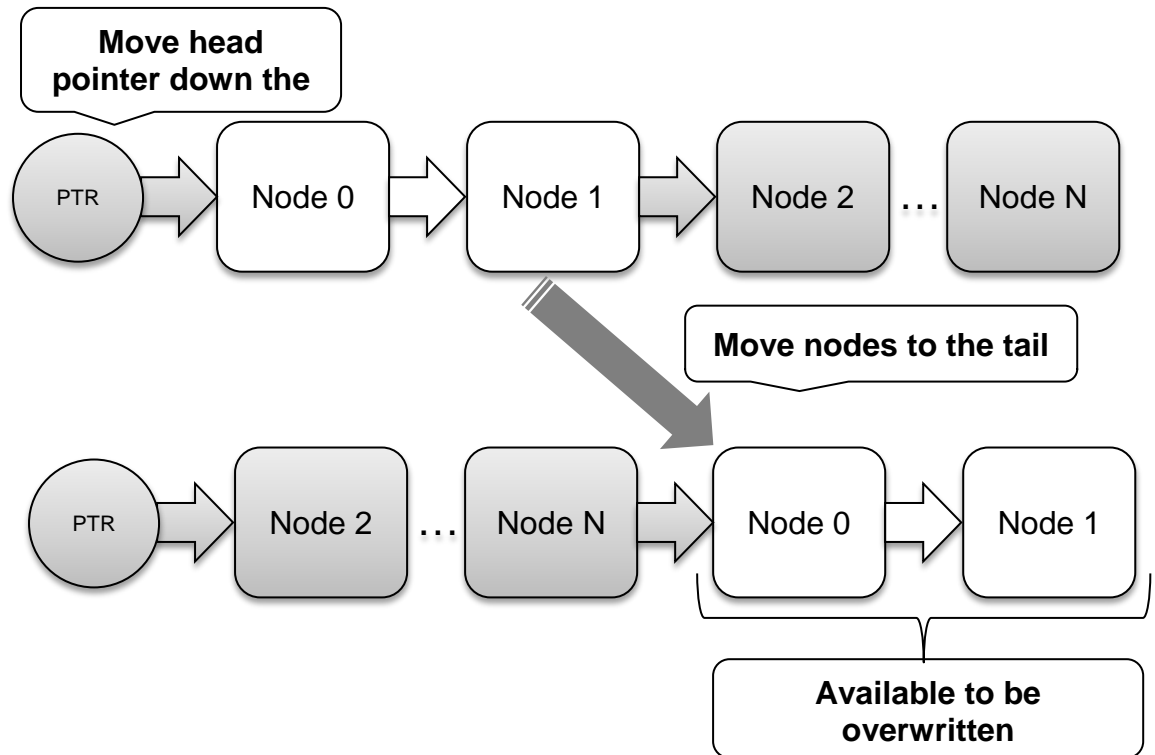 Move head
pointer down the
PTR
Node 0
Node 1
Node 2
...
Node N
Move nodes to the tail
PTR
Node 2
...
Node N
Node 0
Node 1
Available to be
overwritten